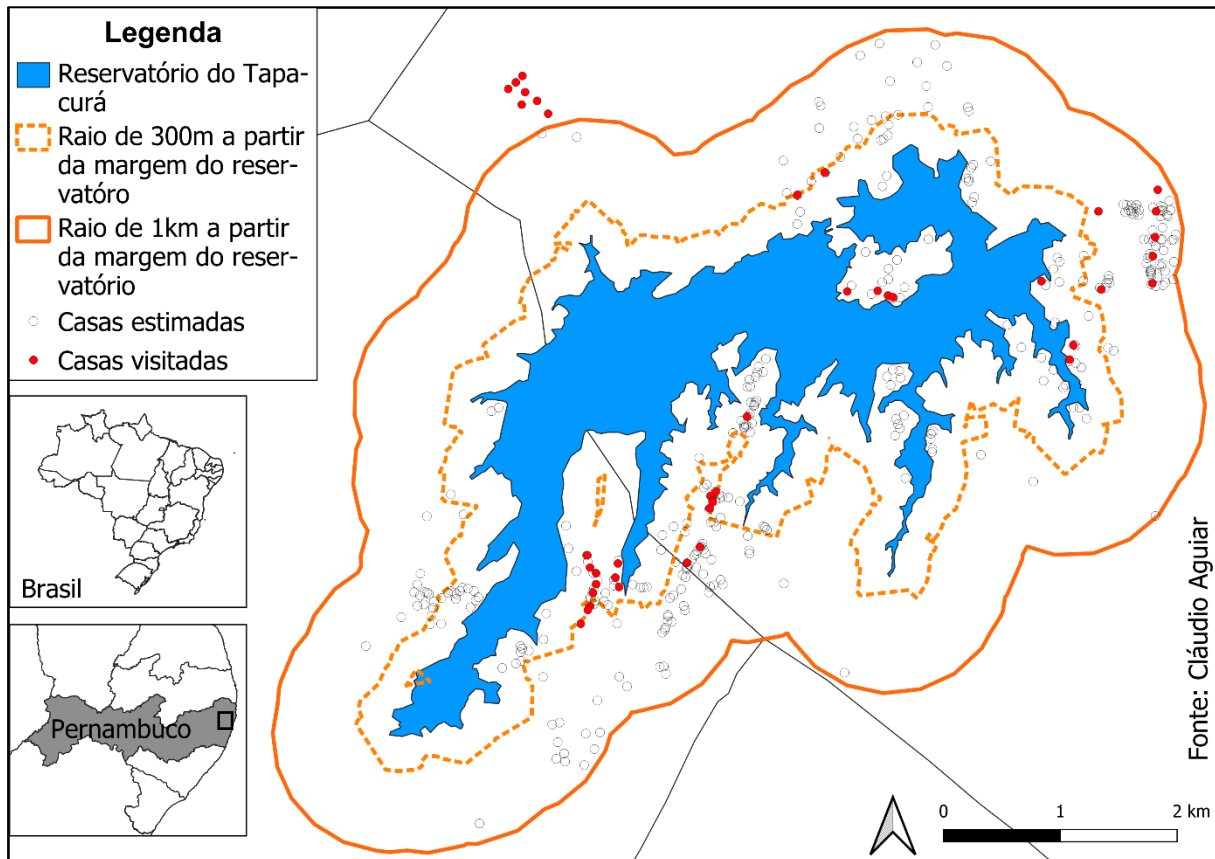 Legenda
Reservatório do Tapa-
curá
Raio de 300m a partir
da margem do reser-
vatóro
Raio de 1km a partir
da margem do reser-
vatório
Casas estimadas
Casas visitadas
Brasil
Pernambuco
Fonte: Cláudio Aguiar
0 1 2 km